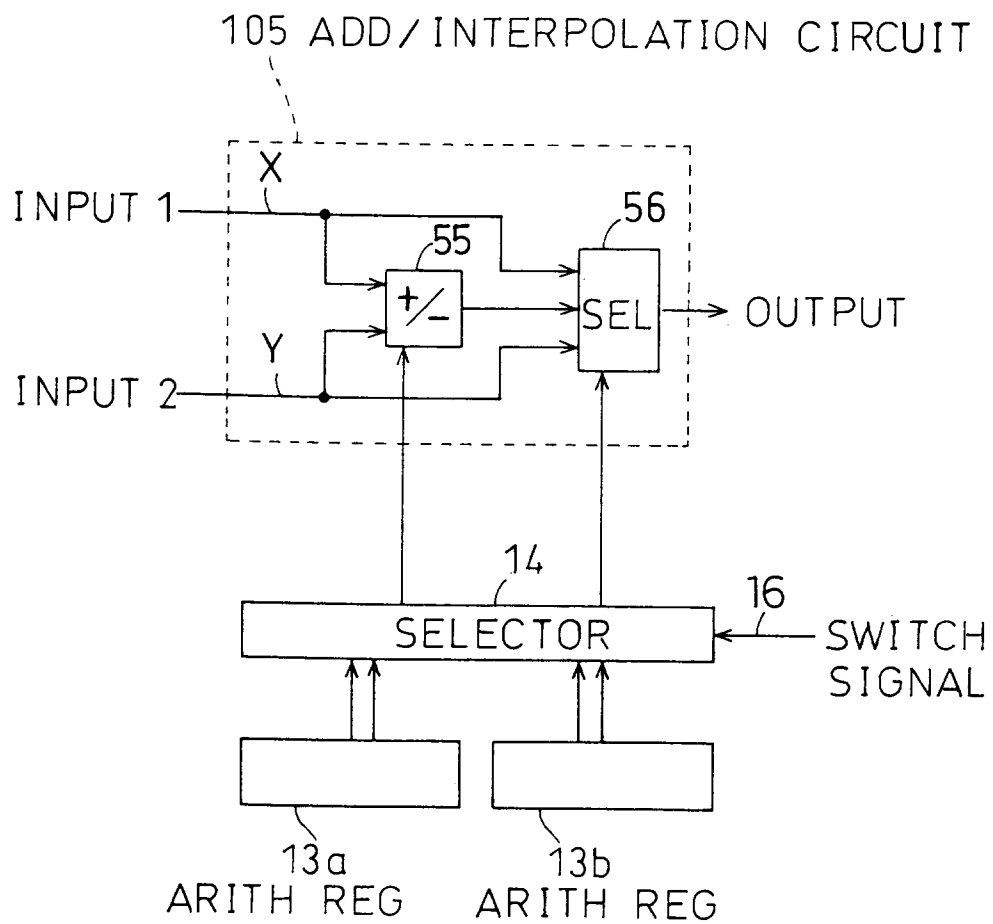 105 ADD/INTERPOLATION CIRCUIT
X
INPUT 1
55
56
+/-
SEL
OUTPUT
Y
INPUT 2
14
SELECTOR
16
SWITCH
SIGNAL
13a
ARITH REG
13b
ARITH REG